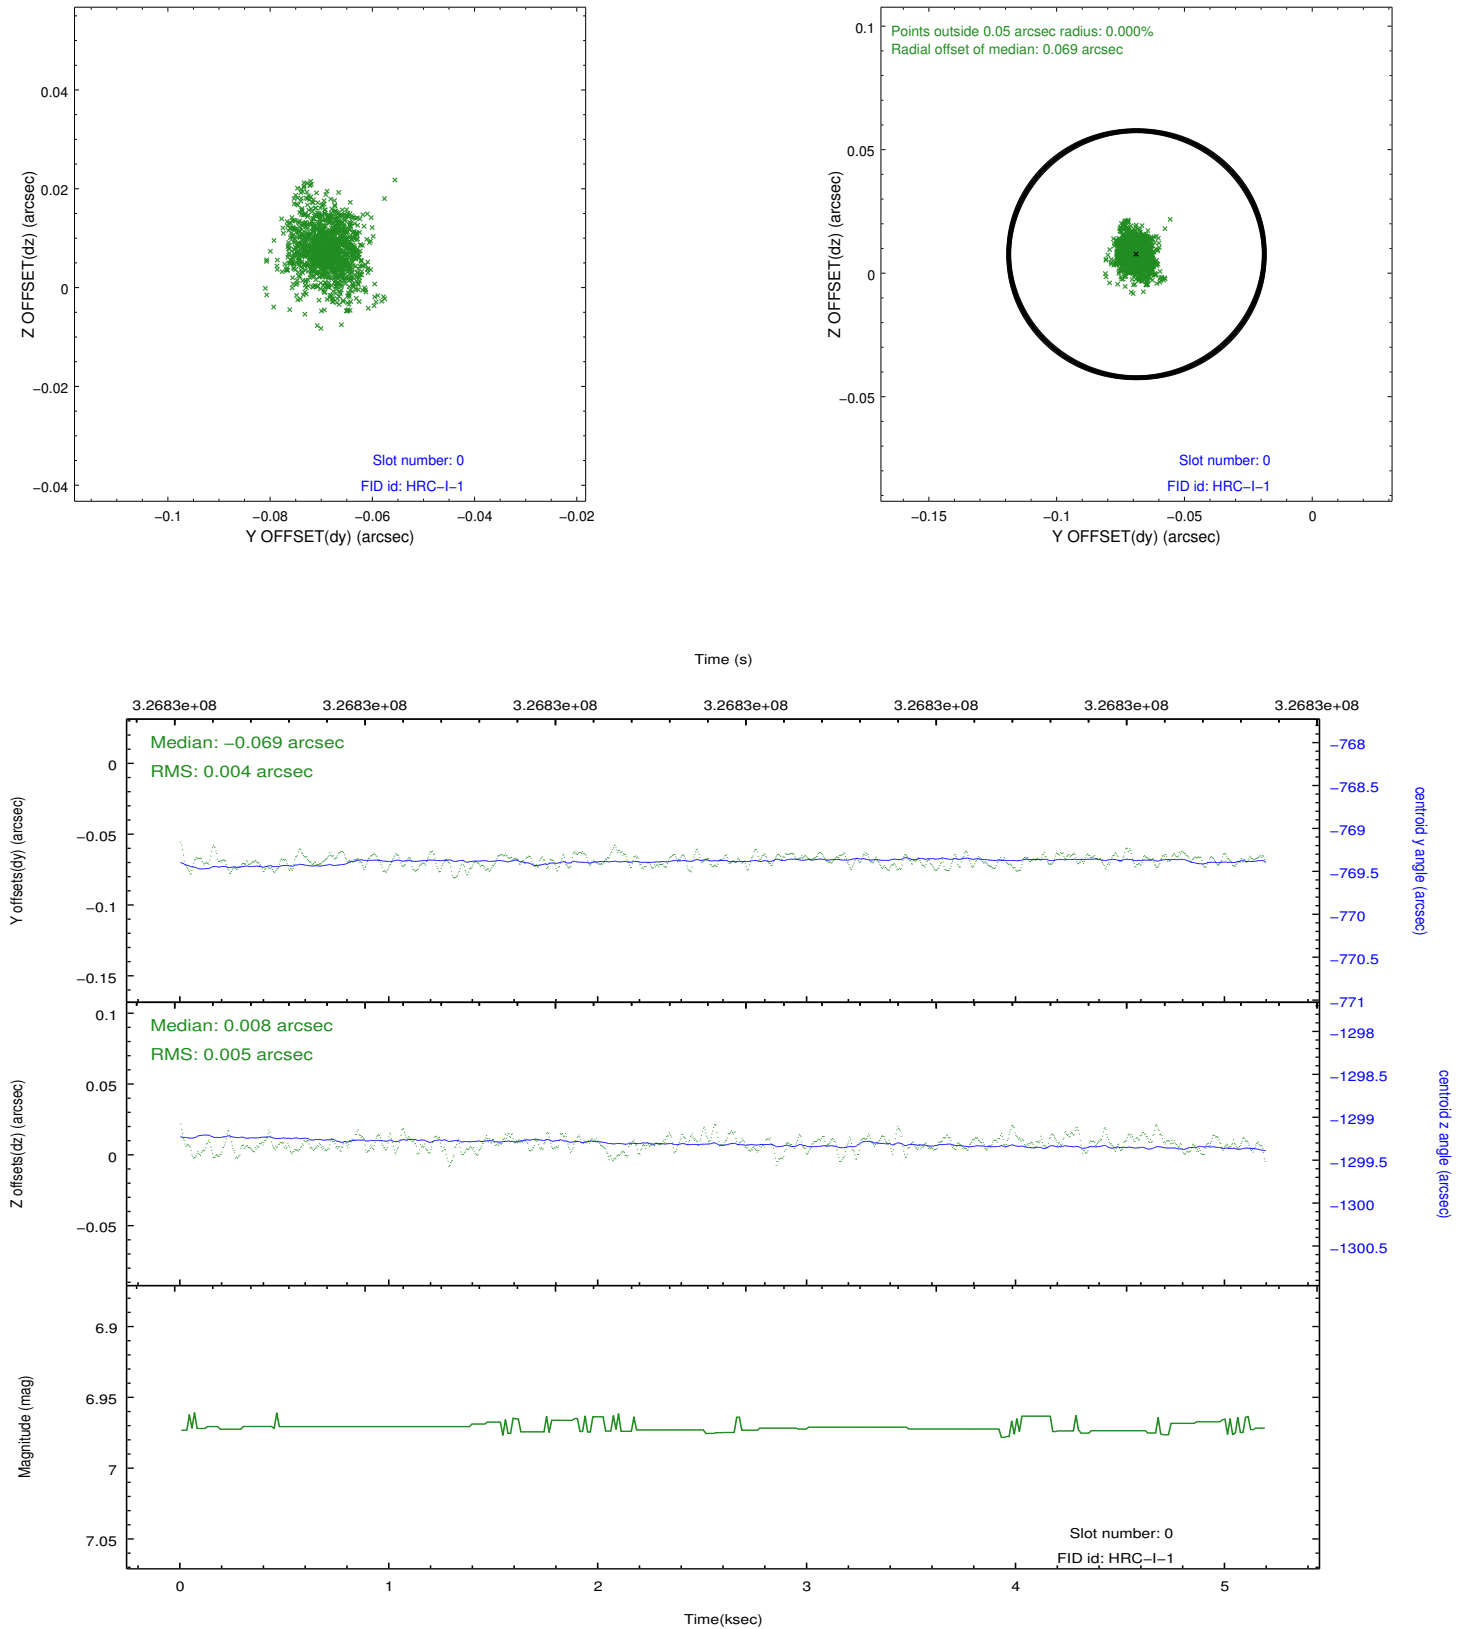 0.04
0.02
0
−0.02
−0.04
Z OFFSET(dz) (arcsec)
Slot number: 0
FID id: HRC−I−1
−0.1
−0.08
−0.06
−0.04
−0.02
Y OFFSET(dy) (arcsec)
Points outside 0.05 arcsec radius: 0.000%
Radial offset of median: 0.069 arcsec
0.1
0.05
0
−0.05
Z OFFSET(dz) (arcsec)
Slot number: 0
FID id: HRC−I−1
−0.15
−0.1
−0.05
0
Y OFFSET(dy) (arcsec)
Time (s)
3.2683e+08
3.2683e+08
3.2683e+08
3.2683e+08
3.2683e+08
3.2683e+08
3.2683e+08
Median: −0.069 arcsec
RMS: 0.004 arcsec
0
−0.05
−0.1
−0.15
Y offsets(dy) (arcsec)
−768
−768.5
−769
−769.5
−770
−770.5
−771
centroid y angle (arcsec)
Median: 0.008 arcsec
RMS: 0.005 arcsec
0.1
0.05
0
−0.05
Z offsets(dz) (arcsec)
−1298
−1298.5
−1299
−1299.5
−1300
−1300.5
centroid z angle (arcsec)
6.9
6.95
7
7.05
Magnitude (mag)
Slot number: 0
FID id: HRC−I−1
0
1
2
3
4
5
Time(ksec)